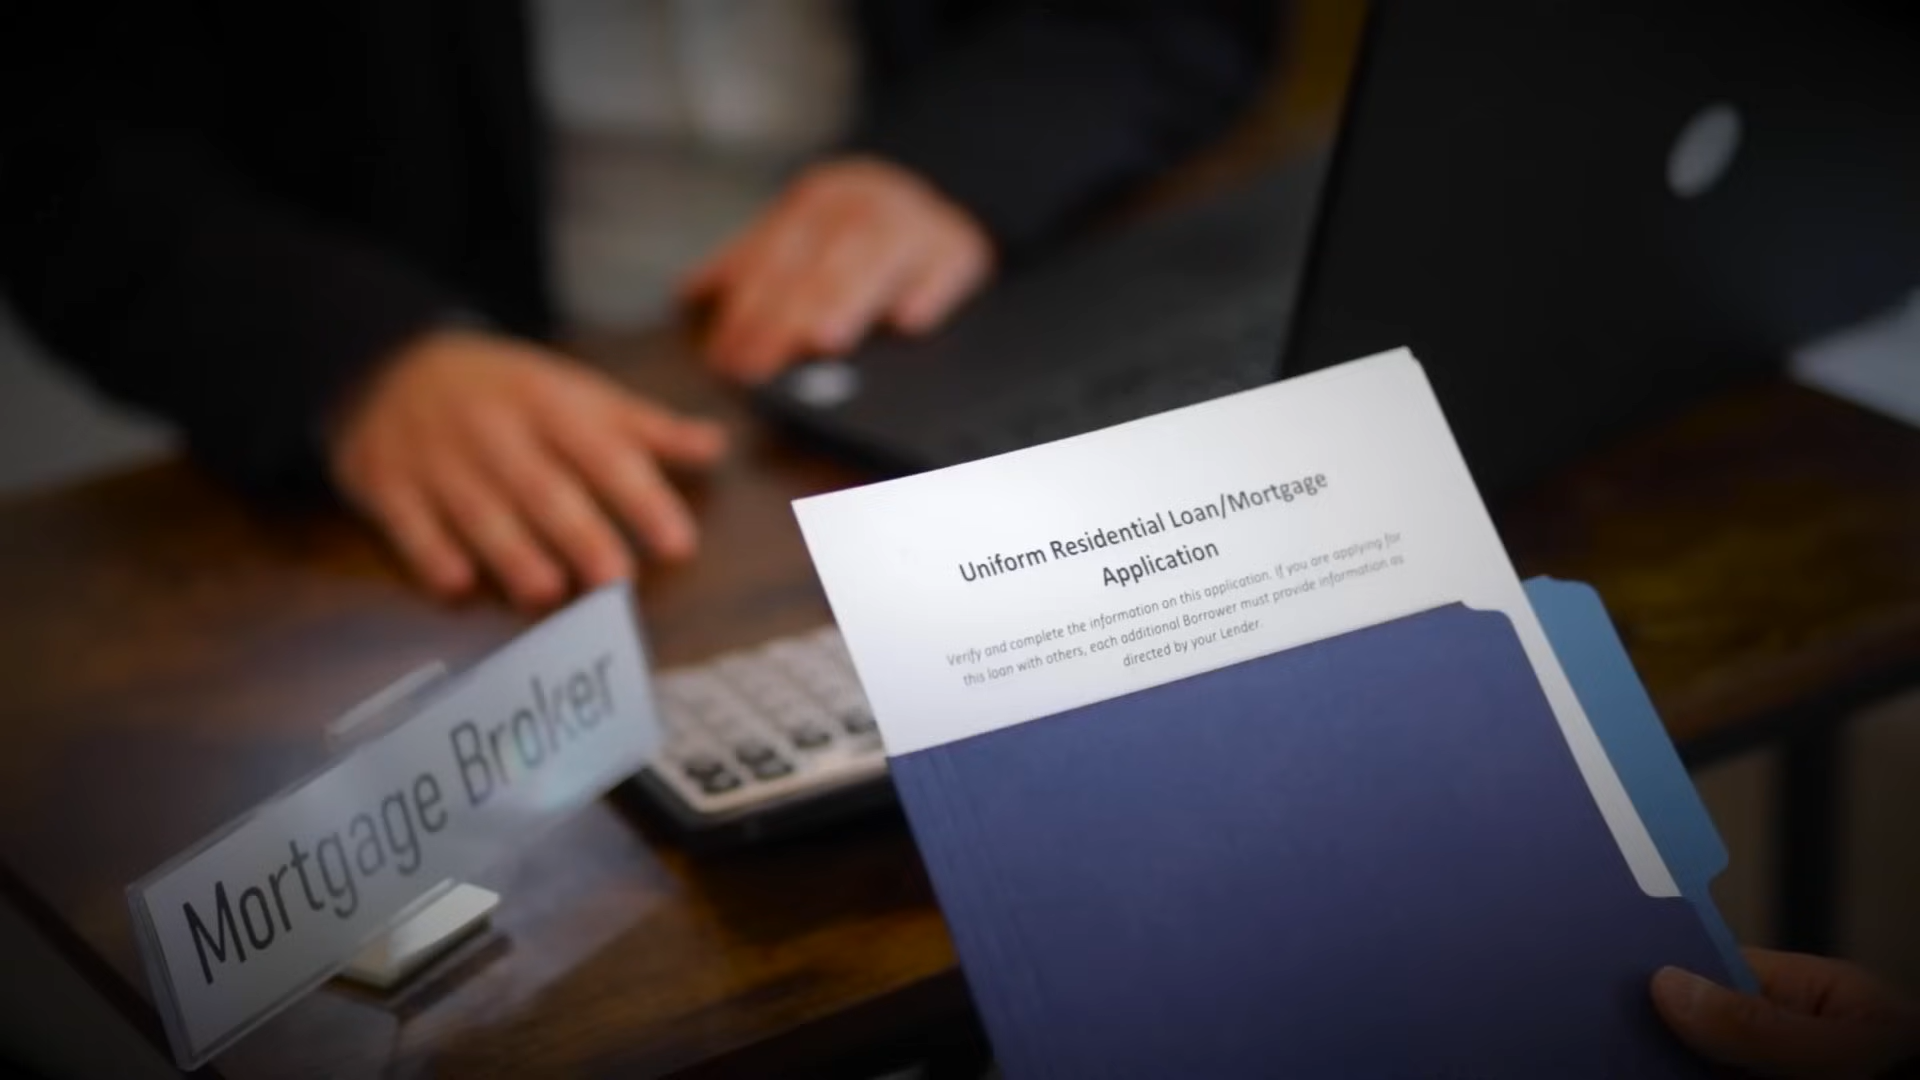 Uniform Residential Loan/Mortgage
Application
Verify and complete the information on this application. If you are applying for
this loan with others, each additional Borrower must provide information as
directed by your Lender.
Mortgage Broker